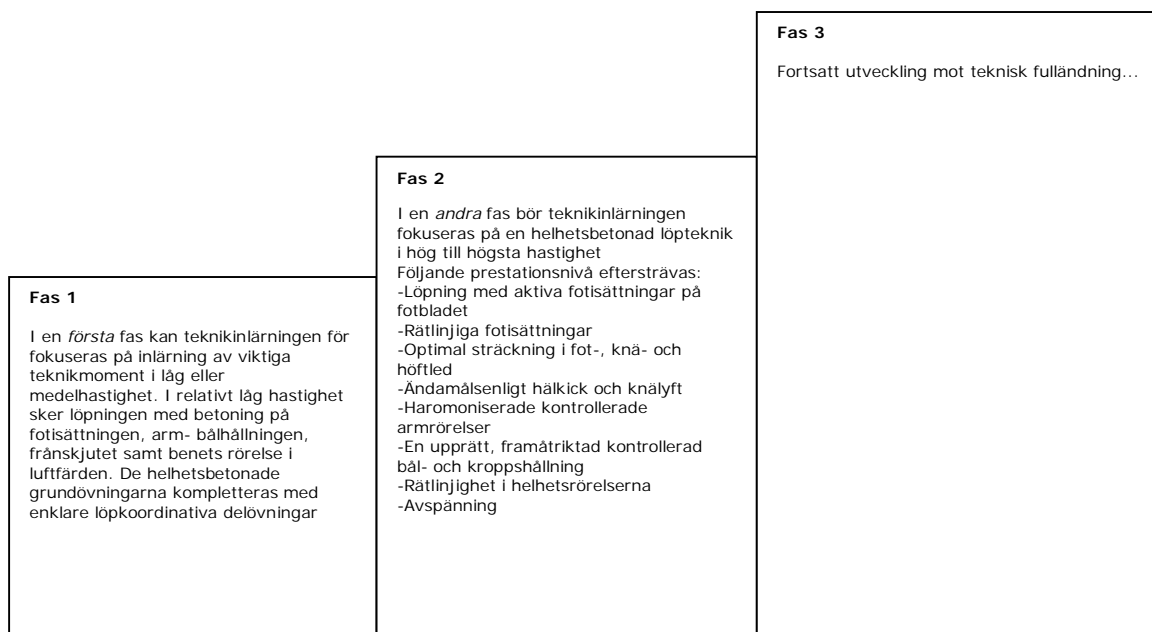 Fas 1
I en första fas kan teknikinlärningen för
fokuseras på inlärning av viktiga
teknikmoment i låg eller
medelhastighet. I relativt låg hastighet
sker löpningen med betoning på
fotisättningen, arm- bålhållningen,
frånskjutet samt benets rörelse i
luftfärden. De helhetsbetonade
grundövningarna kompletteras med
enklare löpkoordinativa delövningar
Fas 2
I en andra fas bör teknikinlärningen
fokuseras på en helhetsbetonad löpteknik
i hög till högsta hastighet
Följande prestationsnivå eftersträvas:
-Löpning med aktiva fotisättningar på
fotbladet
-Rätlinjiga fotisättningar
-Optimal sträckning i fot-, knä- och
höftled
-Ändamålsenligt hälkick och knälyft
-Haromoniserade kontrollerade
armrörelser
-En upprätt, framåtriktad kontrollerad
bål- och kroppshållning
-Rätlinjighet i helhetsrörelserna
-Avspänning
Fas 3
Fortsatt utveckling mot teknisk fulländning...